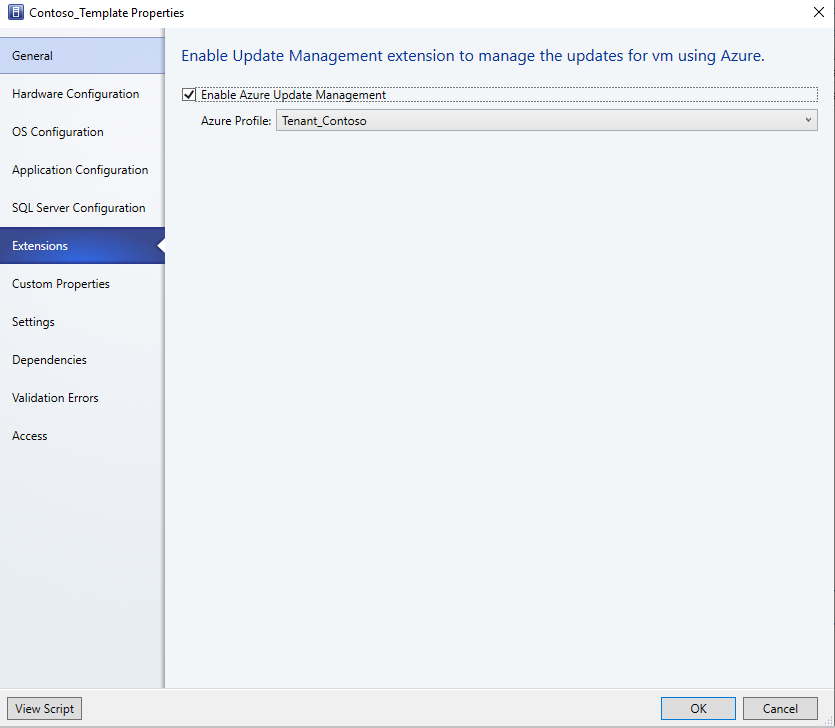 Contoso_Template Properties
General
Hardware Configuration
OS Configuration
Application Configuration
SQL Server Configuration
Extensions
Custom Properties
Settings
Dependencies
Validation Errors
Access
Enable Update Management extension to manage the updates for vm using Azure.
Enable Azure Update Management
Azure Profile: Tenant_Contoso
View Script
OK
Cancel